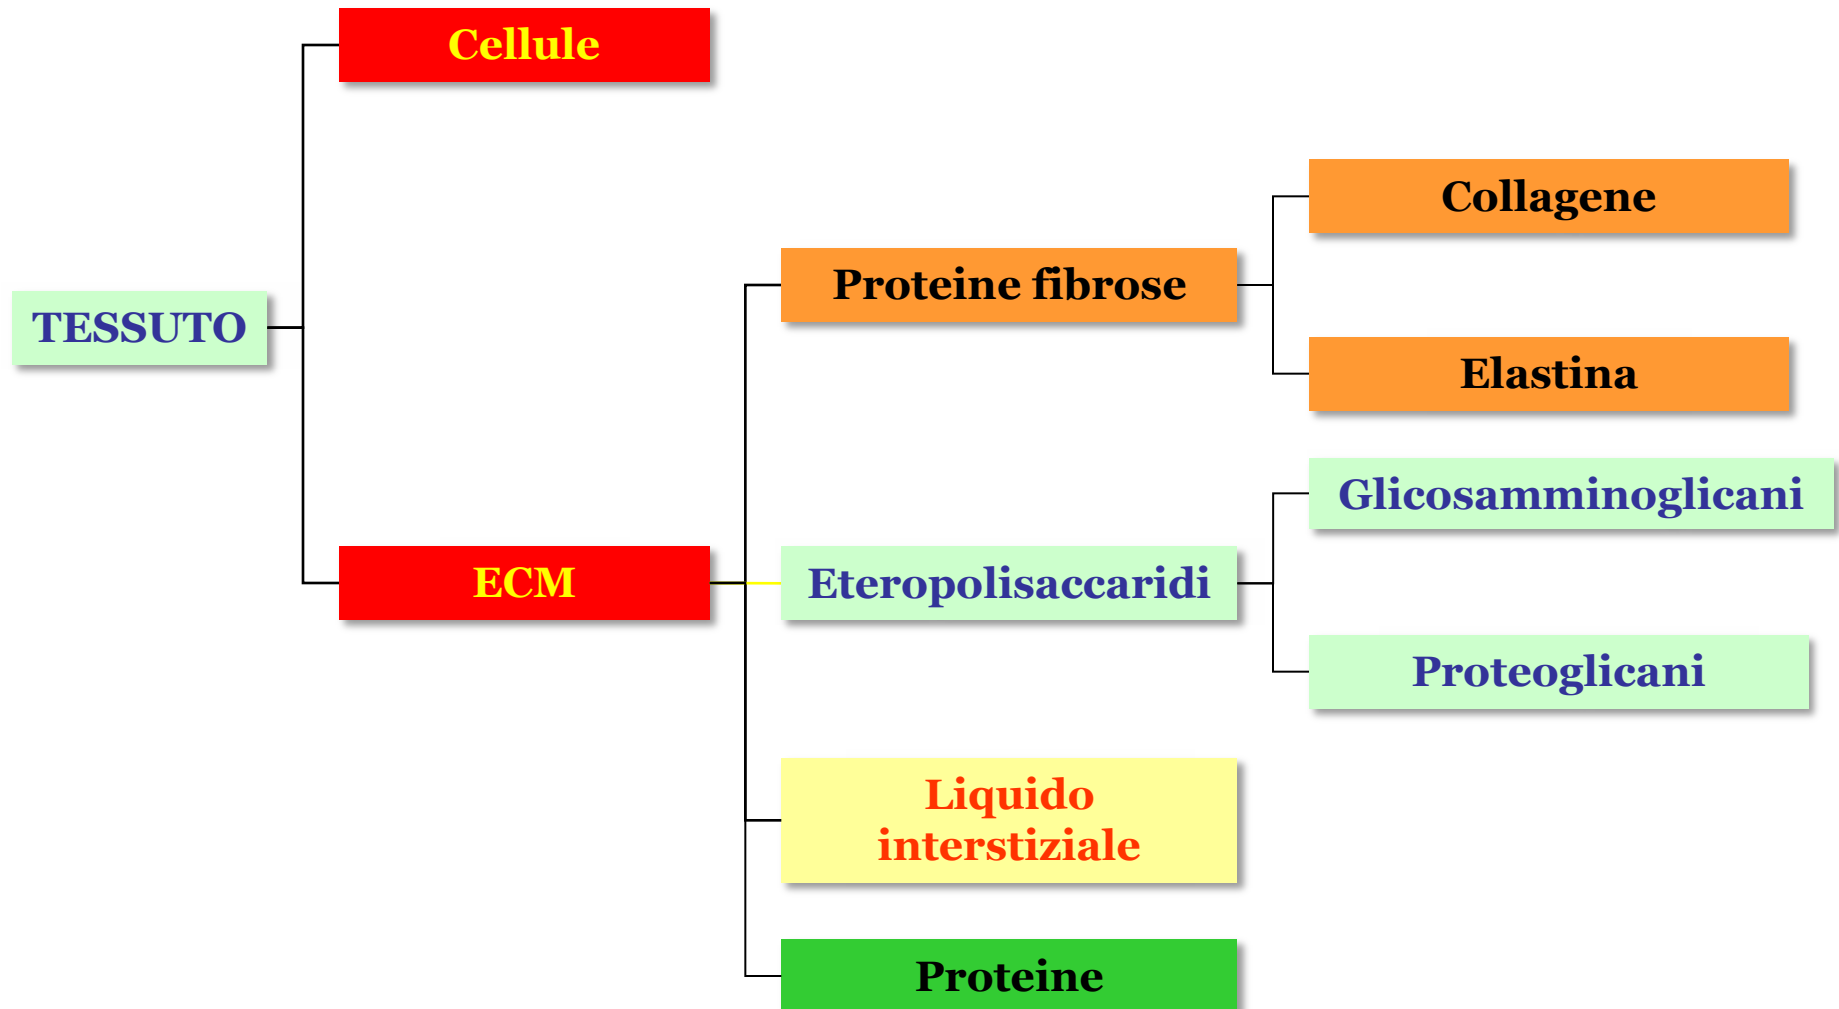 Cellule
Collagene
Proteine fibrose
TESSUTO
Elastina
Glicosamminoglicani
ECM
Eteropolisaccaridi
Proteoglicani
Liquido
interstiziale
Proteine